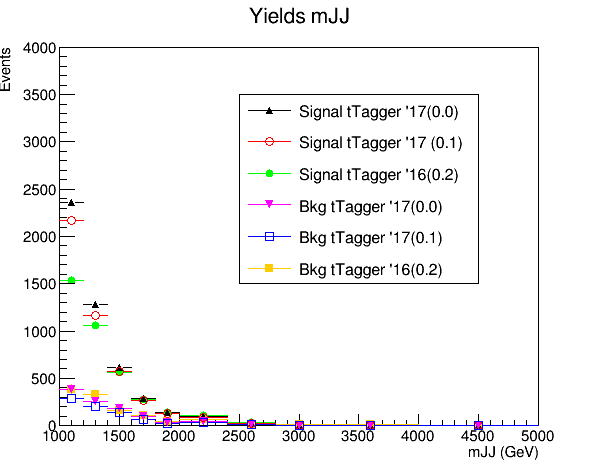 Yields mJJ
Events
4000
3500
3000
2500
2000
1500
1000
500
0
Signal tTagger '17(0.0)
Signal tTagger '17 (0.1)
Signal tTagger '16(0.2)
Bkg tTagger '17(0.0)
Bkg tTagger '17(0.1)
Bkg tTagger '16(0.2)
1000 1500 2000 2500 3000 3500 4000 4500 5000
mJJ (GeV)